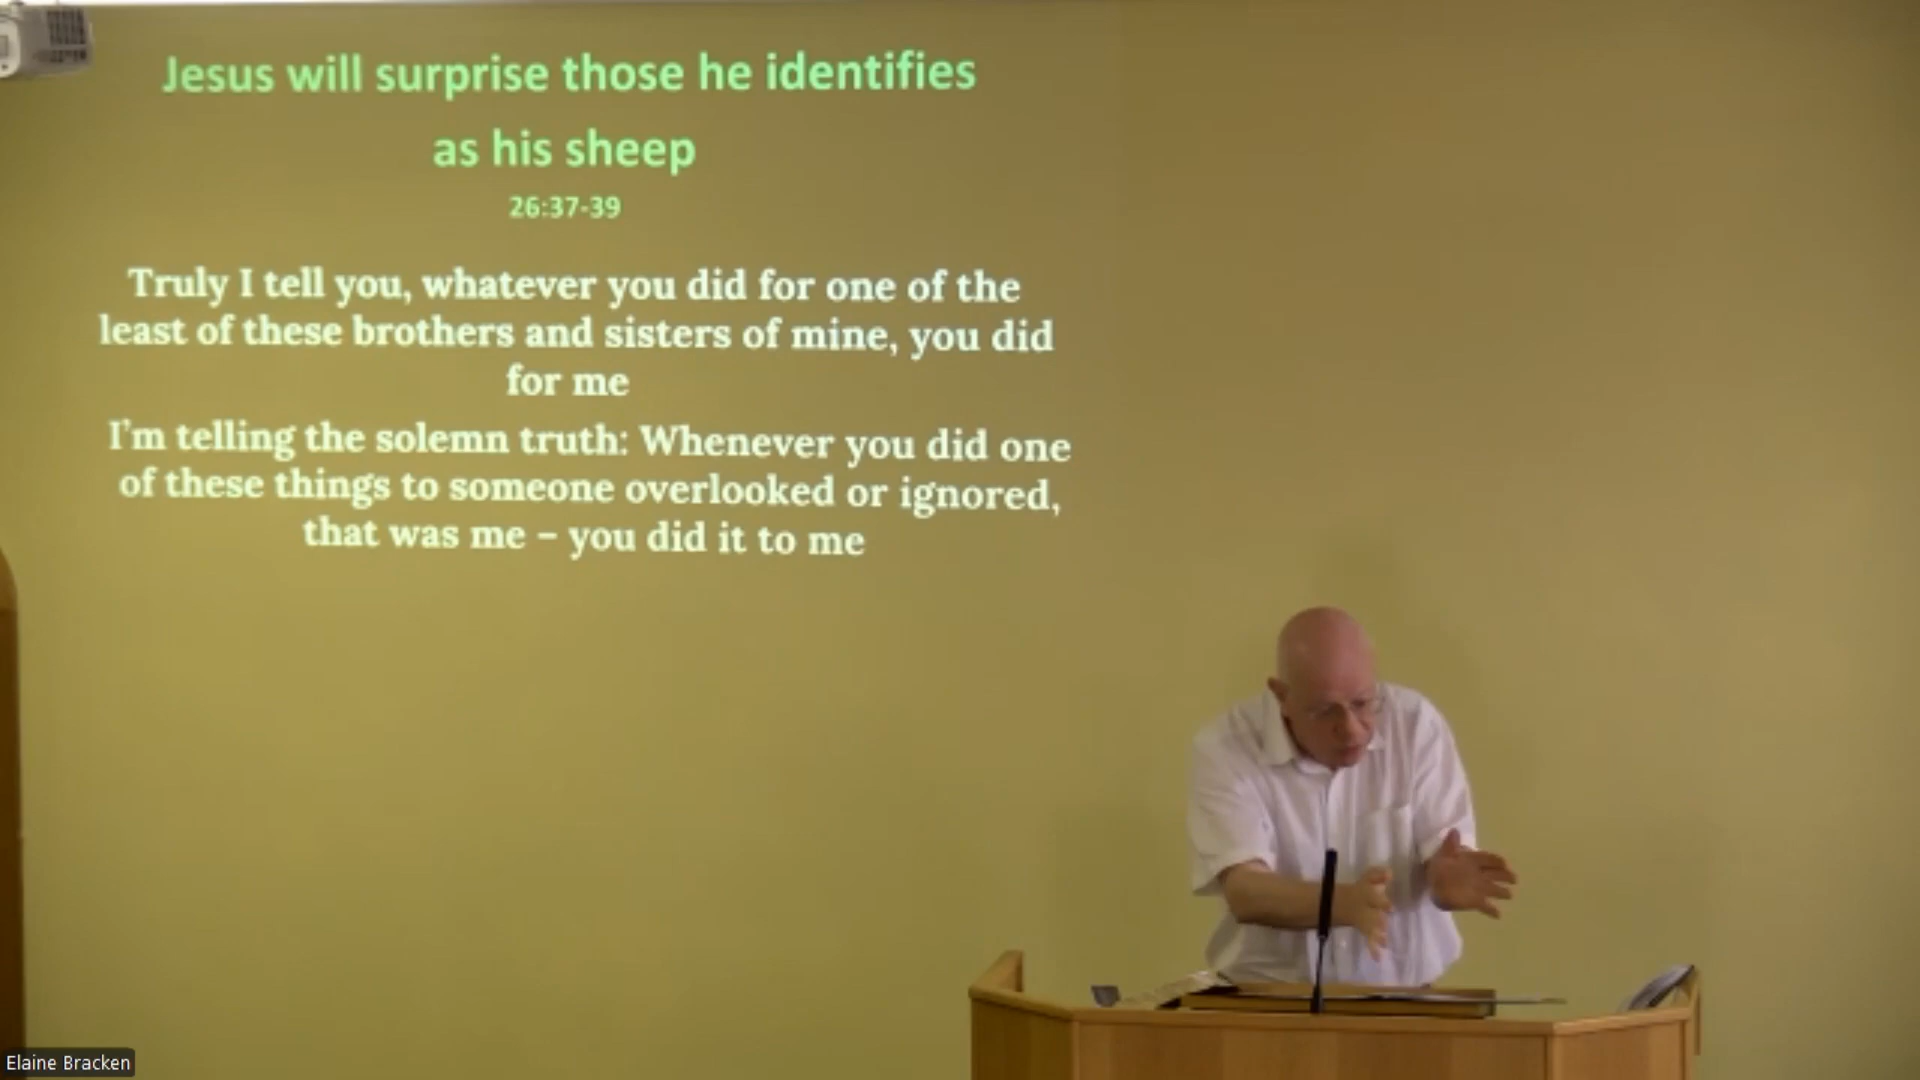 Jesus will surprise those he identifies
as his sheep
26:37-39
Truly I tell you, whatever you did for one of the
least of these brothers and sisters of mine, you did
for me
I'm telling the solemn truth: Whenever you did one
of these things to someone overlooked or ignored,
that was me – you did it to me
Elaine Bracken